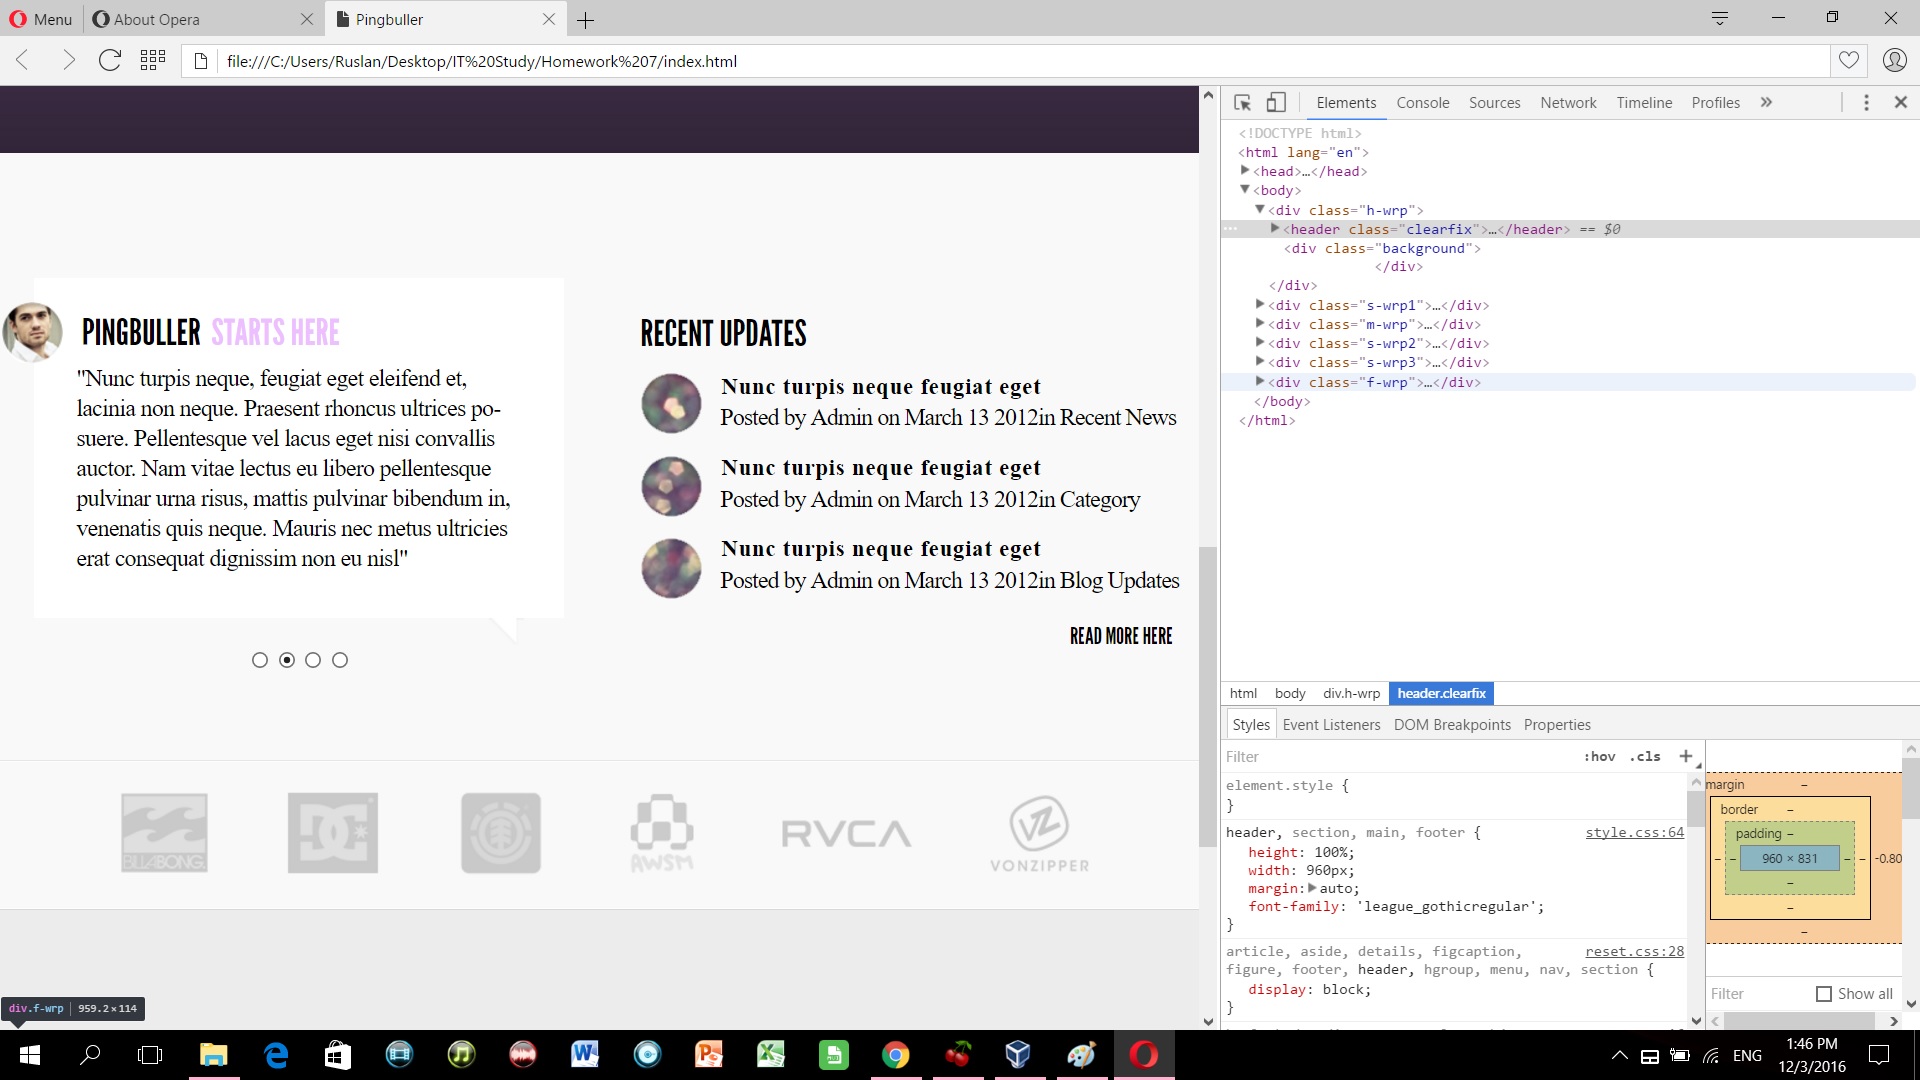 Menu
About Opera
Pingbuller
file:///C:/Users/Ruslan/Desktop/IT%20Study/Homework%207/index.html
PINGBULLER STARTS HERE
"Nunc turpis neque, feugiat eget eleifend et,
lacinia non neque. Praesent rhoncus ultrices po-
suere. Pellentesque vel lacus eget nisi convallis
auctor. Nam vitae lectus eu libero pellentesque
pulvinar urna risus, mattis pulvinar bibendum in,
venenatis quis neque. Mauris nec metus ultricies
erat consequat dignissim non eu nisl"
RECENT UPDATES
Nunc turpis neque feugiat eget
Posted by Admin on March 13 2012in Recent News
Nunc turpis neque feugiat eget
Posted by Admin on March 13 2012in Category
Nunc turpis neque feugiat eget
Posted by Admin on March 13 2012in Blog Updates
READ MORE HERE
BILLABONG
DC
AWSM
RVCA
VZ
VONZIPPER
div.f-wrp | 959.2×114
Elements Console Sources Network Timeline Profiles »
<!DOCTYPE html>
<html lang="en">
<head>…</head>
<body>
<div class="h-wrp">
<header class="clearfix">…</header> == $0
<div class="background">
</div>
</div>
<div class="s-wrp1">…</div>
<div class="m-wrp">…</div>
<div class="s-wrp2">…</div>
<div class="s-wrp3">…</div>
<div class="f-wrp">…</div>
</body>
</html>
html body div.h-wrp header.clearfix
Styles Event Listeners DOM Breakpoints Properties
Filter :hov .cls +
element.style {
}
header, section, main, footer { style.css:64
height: 100%;
width: 960px;
margin: auto;
font-family: 'league_gothicregular';
}
article, aside, details, figcaption, reset.css:28
figure, footer, header, hgroup, menu, nav, section {
display: block;
}
margin –
border –
padding –
– – 960 × 831 – – -0.80
–
–
–
Filter Show all
ENG
1:46 PM
12/3/2016